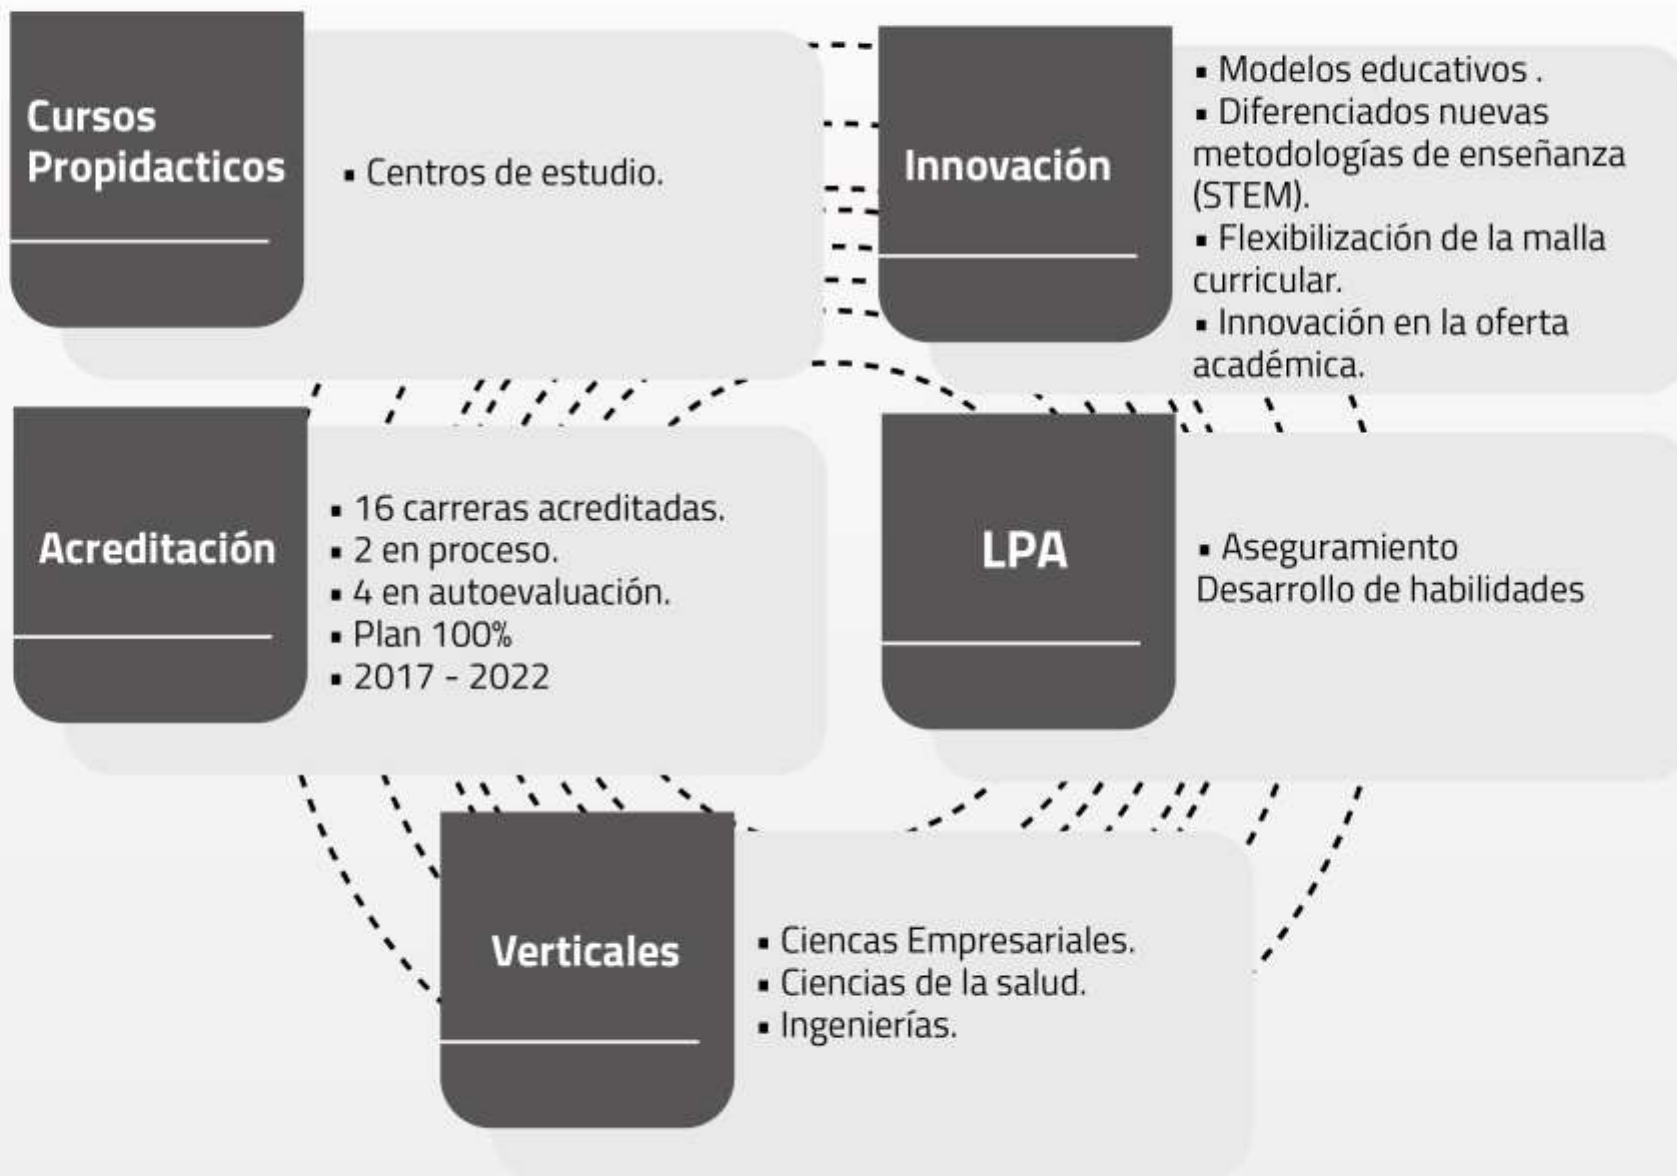 Cursos
Propidacticos
▪ Centros de estudio.
Innovación
▪ Modelos educativos .
▪ Diferenciados nuevas
metodologías de enseñanza
(STEM).
▪ Flexibilización de la malla
curricular.
▪ Innovación en la oferta
académica.
Acreditación
▪ 16 carreras acreditadas.
▪ 2 en proceso.
▪ 4 en autoevaluación.
▪ Plan 100%
▪ 2017 - 2022
LPA
▪ Aseguramiento
Desarrollo de habilidades
Verticales
▪ Ciencas Empresariales.
▪ Ciencias de la salud.
▪ Ingenierías.